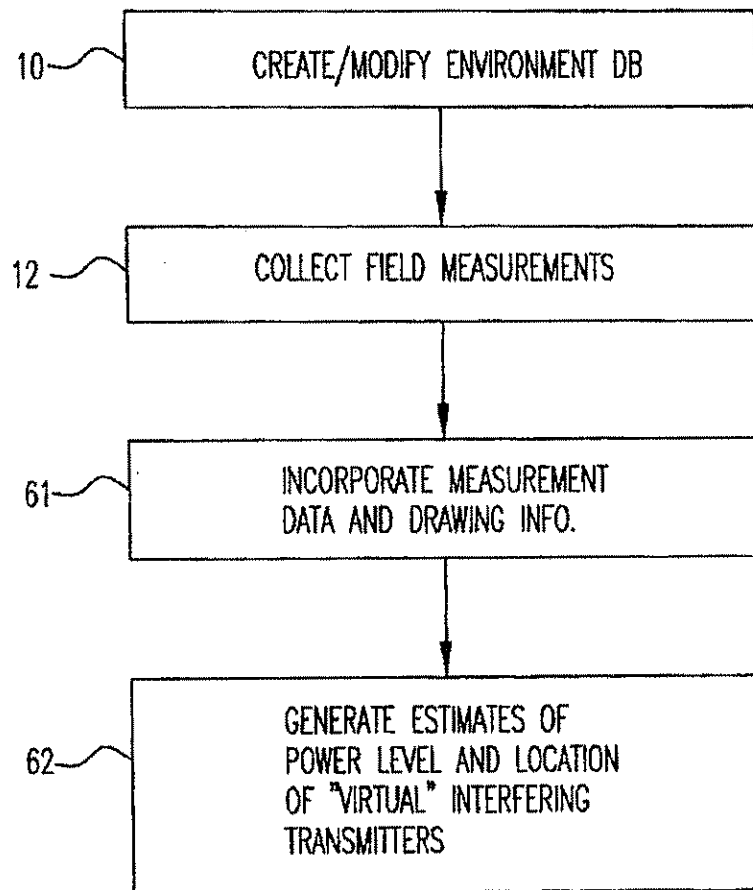 10
CREATE/MODIFY ENVIRONMENT DB
12
COLLECT FIELD MEASUREMENTS
61
INCORPORATE MEASUREMENT
DATA AND DRAWING INFO.
62
GENERATE ESTIMATES OF
POWER LEVEL AND LOCATION
OF "VIRTUAL" INTERFERING
TRANSMITTERS